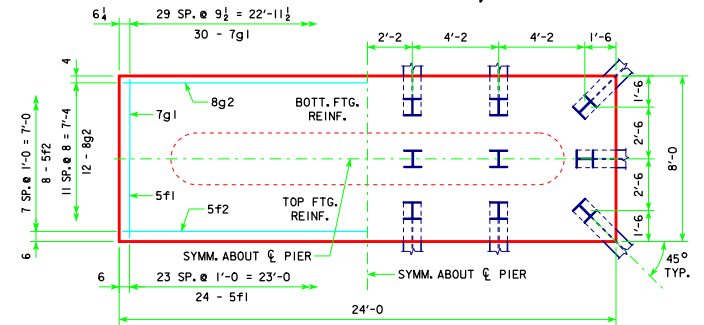 6 1/4
29 SP. @ 9 1/2 = 22'-11 1/2
30 - 7g1
2'-2
4'-2
4'-2
1'-6
4
8g2
BOTT. FTG.
REINF.
7g1
1'-6
2'-6
8'-0
2'-6
1'-6
7 SP. @ 1'-0 = 7'-0
8 - 5f2
11 SP. @ 8 = 7'-4
12 - 8g2
5f1
5f2
TOP FTG.
REINF.
6
SYMM. ABOUT ℄ PIER
45°
TYP.
6
23 SP. @ 1'-0 = 23'-0
24 - 5f1
SYMM. ABOUT ℄ PIER
24'-0